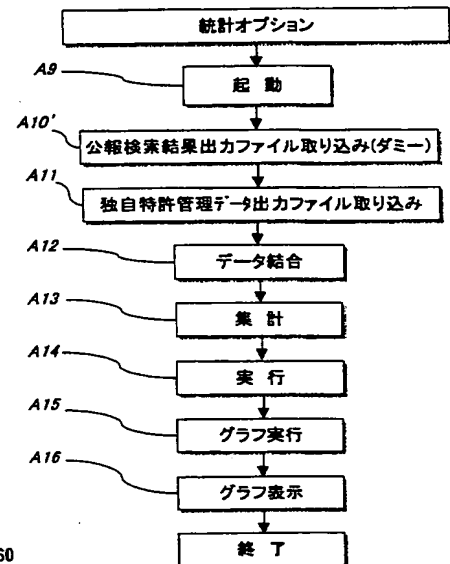 統計オプション
A9
起動
A10'
公報検索結果出力ファイル取り込み(ダミー)
A11
独自特許管理データ出力ファイル取り込み
A12
データ結合
A13
集計
A14
実行
A15
グラフ実行
A16
グラフ表示
終了
60